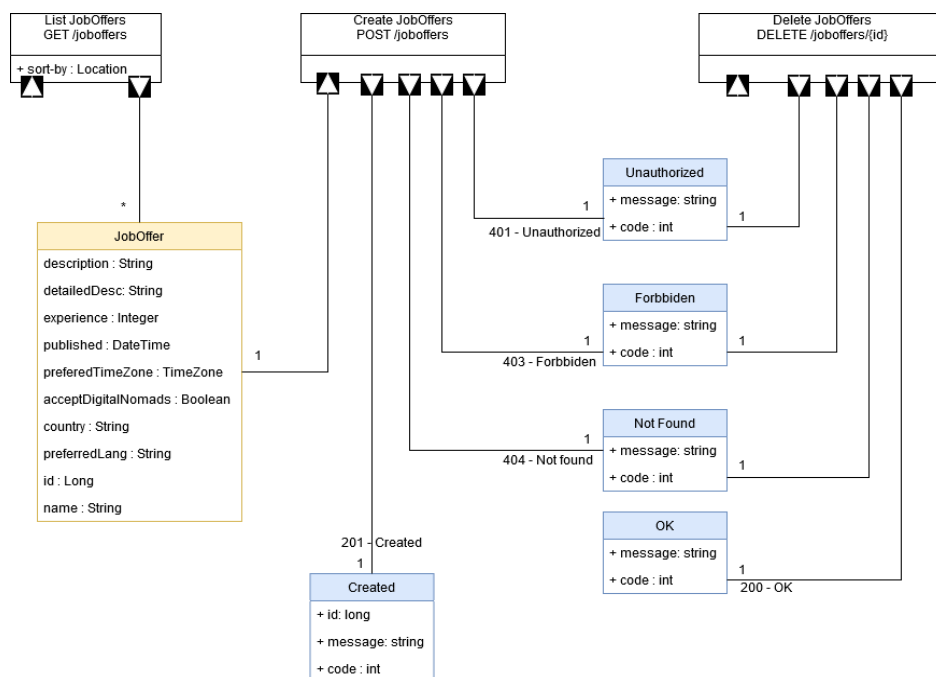 List JobOffers
GET /joboffers
+ sort-by : Location
Create JobOffers
POST /joboffers
Delete JobOffers
DELETE /joboffers/{id}
*
JobOffer
description : String
detailedDesc: String
experience : Integer
published : DateTime
preferedTimeZone : TimeZone
acceptDigitalNomads : Boolean
country : String
preferredLang : String
id : Long
name : String
1
Unauthorized
+ message: string
+ code : int
1
401 - Unauthorized
1
Forbbiden
+ message: string
+ code : int
1
403 - Forbbiden
1
Not Found
+ message: string
+ code : int
1
404 - Not found
1
OK
+ message: string
+ code : int
1
200 - OK
201 - Created
1
Created
+ id: long
+ message: string
+ code : int